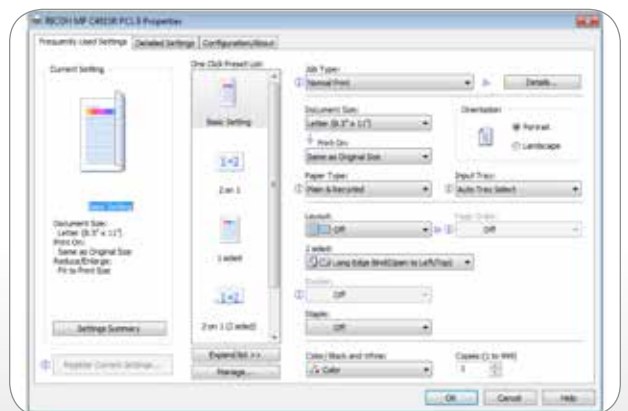 RICOH MP C4503R PCL 6 Properties
Frequently Used Settings Detailed Settings Configuration/About
Current Setting
Document Size:
Letter (8.5" x 11")
Print On:
Same as Original Size
Reduce/Enlarge:
Fit to Print Size
Settings Summary
Register Current Settings...
One Click Preset List:
Basic Setting
2 on 1
2 on 1 (2 sided)
Expand list >>
Manage...
Job Type:
Normal Print
Details...
Document Size:
Letter (8.5" x 11")
Print On:
Same as Original Size
Orientation:
Portrait
Landscape
Paper Type:
Plain & Recycled
Input Tray:
Auto Tray Select
Layout:
Off
Page Order:
Off
2 sided:
Long Edge Bind(Open to Left/Top)
Off
Staple:
Off
Color/Black and White:
Color
Copies:(1 to 999)
1
OK Cancel Help